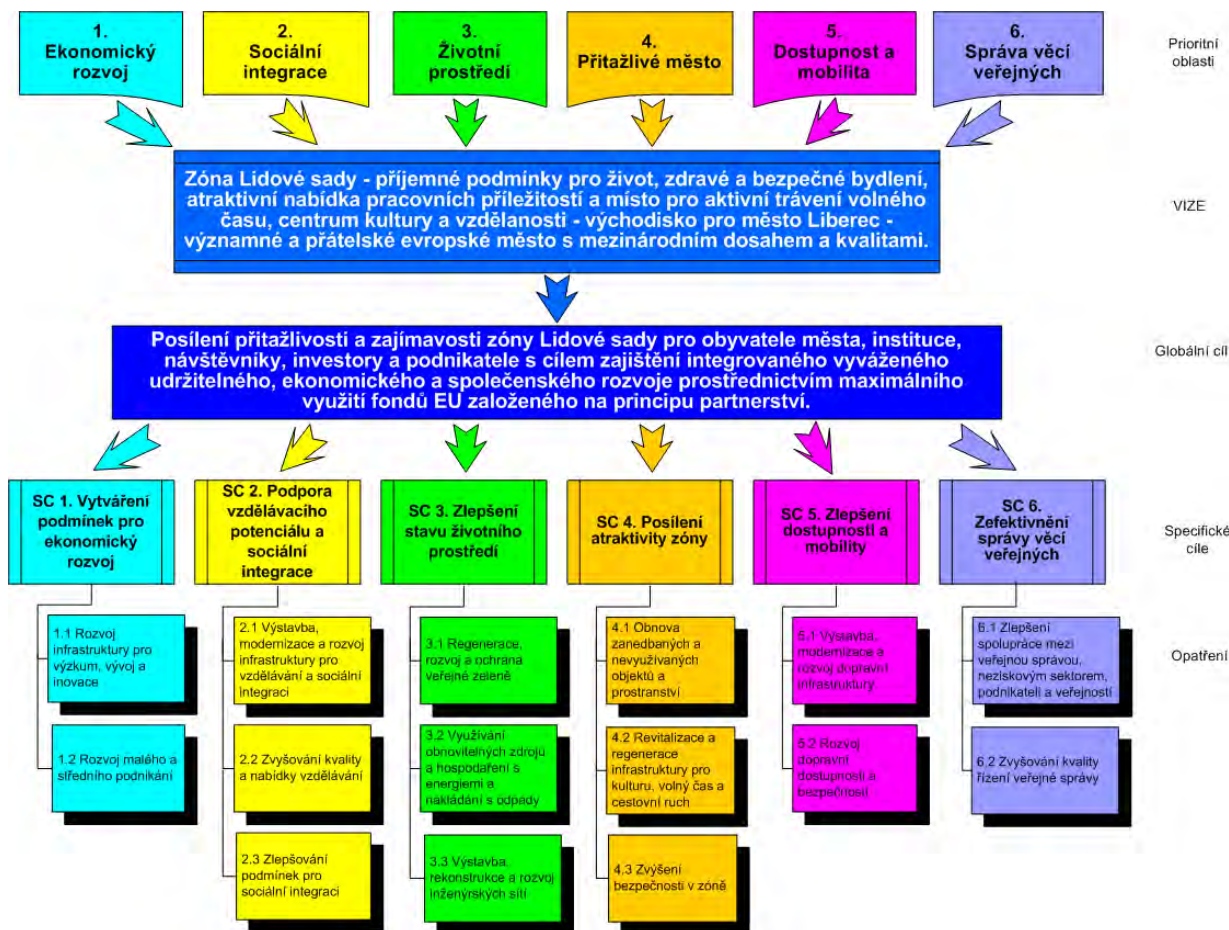 1.
Ekonomický
rozvoj
2.
Sociální
integrace
3.
Životní
prostředí
4.
Přitažlivé město
5.
Dostupnost a
mobilita
6.
Správa věcí
veřejných
Prioritní
oblasti
Zóna Lidové sady - příjemné podmínky pro život, zdravé a bezpečné bydlení,
atraktivní nabídka pracovních příležitostí a místo pro aktivní trávení volného
času, centrum kultury a vzdělanosti - východisko pro město Liberec -
významné a přátelské evropské město s mezinárodním dosahem a kvalitami.
VIZE
Posílení přitažlivosti a zajímavosti zóny Lidové sady pro obyvatele města, instituce,
návštěvníky, investory a podnikatele s cílem zajištění integrovaného vyváženého
udržitelného, ekonomického a společenského rozvoje prostřednictvím maximálního
využití fondů EU založeného na principu partnerství.
Globální cíl
SC 1. Vytváření
podmínek pro
ekonomický
rozvoj
SC 2. Podpora
vzdělávacího
potenciálu a
sociální
integrace
SC 3. Zlepšení
stavu životního
prostředí
SC 4. Posílení
atraktivity zóny
SC 5. Zlepšení
dostupnosti a
mobility
SC 6.
Zefektivnění
správy věcí
veřejných
Specifické
cíle
1.1 Rozvoj
infrastruktury pro
výzkum, vývoj a
inovace
1.2 Rozvoj malého a
středního podnikání
2.1 Výstavba,
modernizace a rozvoj
infrastruktury pro
vzdělávání a sociální
integraci
2.2 Zvyšování kvality
a nabídky vzdělávání
2.3 Zlepšování
podmínek pro
sociální integraci
3.1 Regenerace,
rozvoj a ochrana
veřejné zeleně
3.2 Využívání
obnovitelných zdrojů
a hospodaření s
energiemi a
nakládání s odpady
3.3 Výstavba,
rekonstrukce a rozvoj
inženýrských sítí
4.1 Obnova
zanedbaných a
nevyužívaných
objektů a
prostranství
4.2 Revitalizace a
regenerace
infrastruktury pro
kulturu, volný čas a
cestovní ruch
4.3 Zvýšení
bezpečnosti v zóně
5.1 Výstavba,
modernizace a
rozvoj dopravní
infrastruktury
5.2 Rozvoj
dopravní
dostupnosti a
bezpečnosti
6.1 Zlepšení
spolupráce mezi
veřejnou správou,
neziskovým sektorem,
podnikateli a veřejností
6.2 Zvyšování kvality
řízení veřejné správy
Opatření